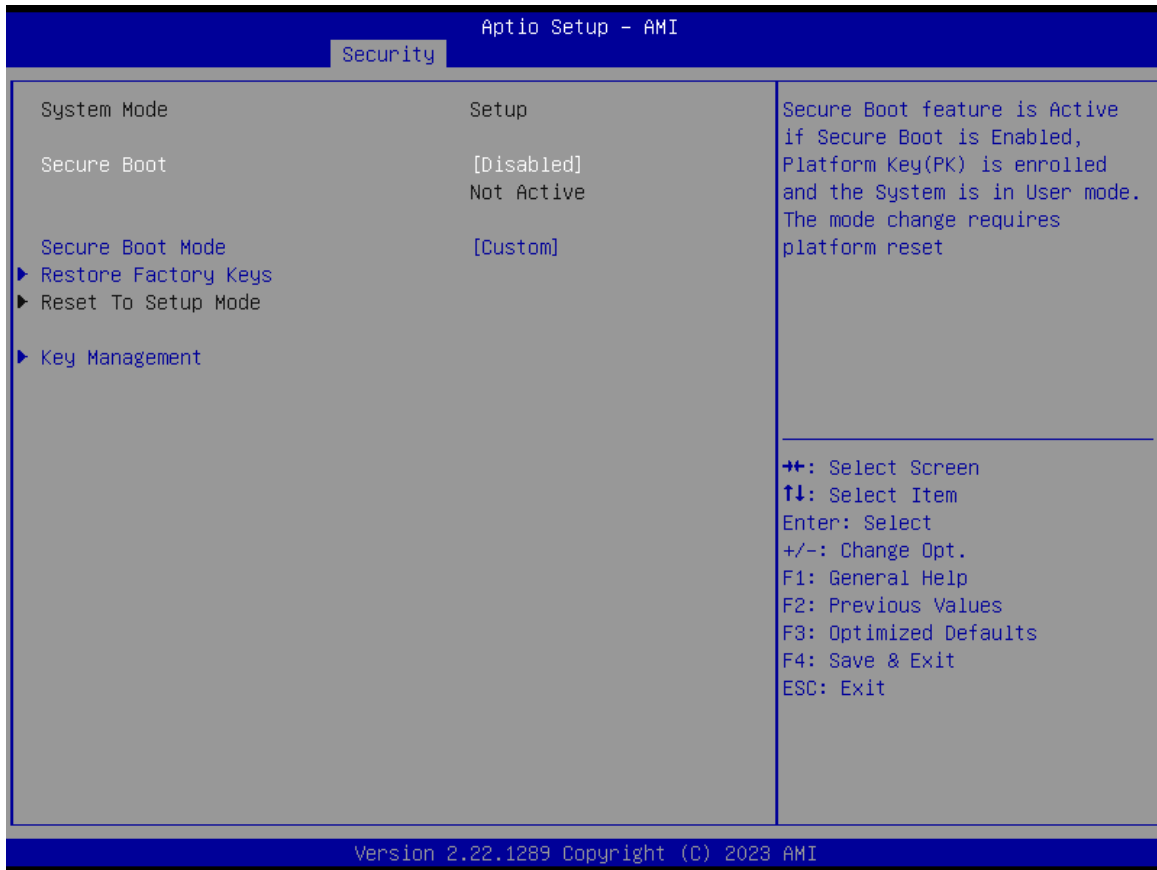 Aptio Setup – AMI
Security
System Mode Setup
Secure Boot [Disabled]
Not Active
Secure Boot Mode [Custom]
▶ Restore Factory Keys
▶ Reset To Setup Mode
▶ Key Management
Secure Boot feature is Active
if Secure Boot is Enabled,
Platform Key(PK) is enrolled
and the System is in User mode.
The mode change requires
platform reset
→←: Select Screen
↑↓: Select Item
Enter: Select
+/-: Change Opt.
F1: General Help
F2: Previous Values
F3: Optimized Defaults
F4: Save & Exit
ESC: Exit
Version 2.22.1289 Copyright (C) 2023 AMI